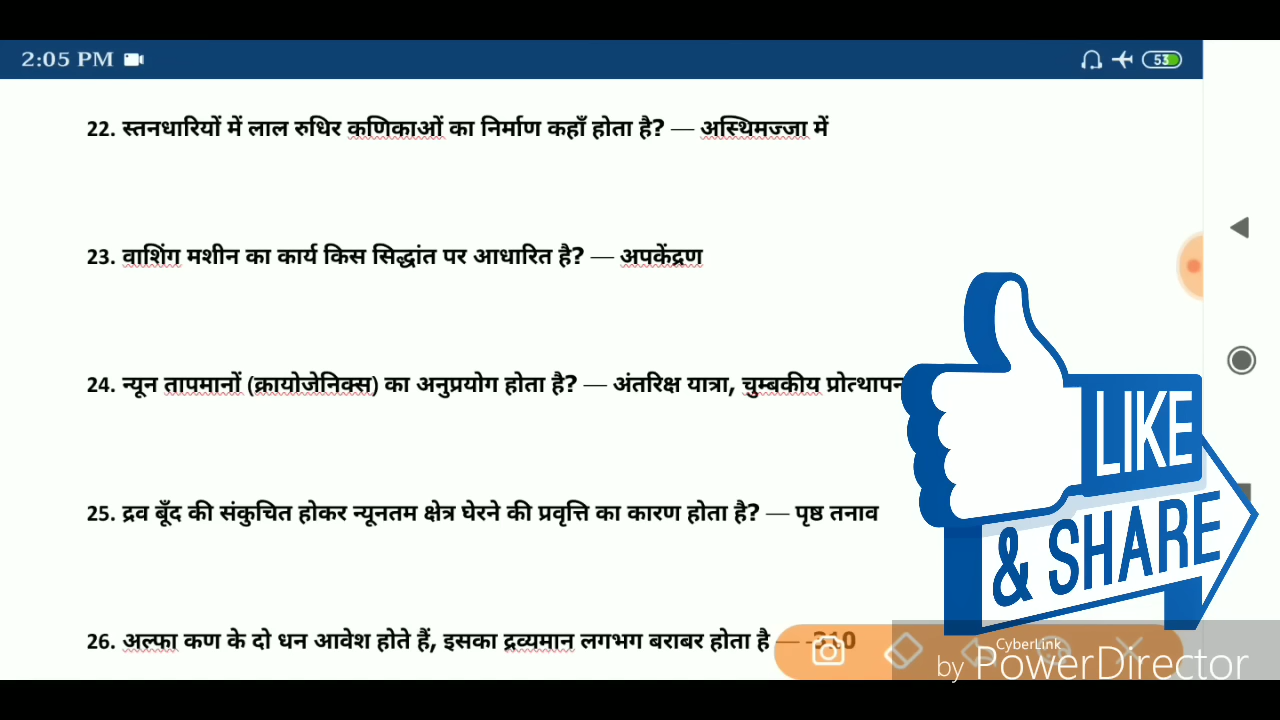 2:05 PM
53
22. स्तनधारियों में लाल रुधिर कणिकाओं का निर्माण कहाँ होता है? — अस्थिमज्जा में
23. वाशिंग मशीन का कार्य किस सिद्धांत पर आधारित है? — अपकेंद्रण
24. न्यून तापमानों (क्रायोजेनिक्स) का अनुप्रयोग होता है? — अंतरिक्ष यात्रा, चुम्बकीय प्रोत्थापन
25. द्रव बूँद की संकुचित होकर न्यूनतम क्षेत्र घेरने की प्रवृत्ति का कारण होता है? — पृष्ठ तनाव
26. अल्फा कण के दो धन आवेश होते हैं, इसका द्रव्यमान लगभग बराबर होता है —
LIKE
& SHARE
CyberLink
by PowerDirector